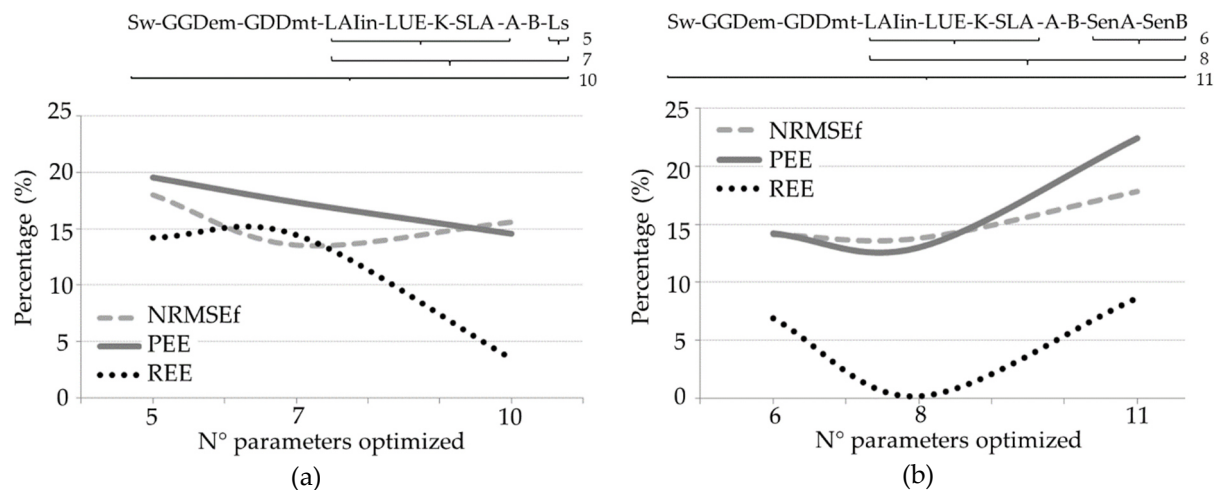 Sw-GGDem-GDDmt-LAIin-LUE-K-SLA-A-B-Ls
5
7
10
25
20
15
10
5
0
Percentage (%)
NRMSEf
PEE
REE
5 7 10
N° parameters optimized
(a)
Sw-GGDem-GDDmt-LAIin-LUE-K-SLA-A-B-SenA-SenB
6
8
11
25
20
15
10
5
0
Percentage (%)
NRMSEf
PEE
REE
6 8 11
N° parameters optimized
(b)